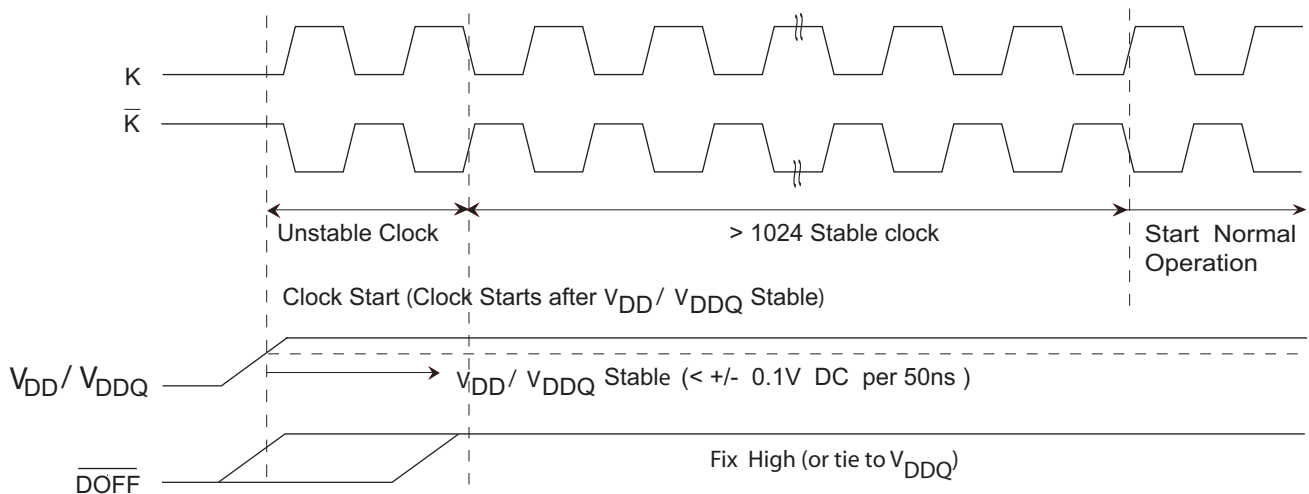 K
K̅
Unstable Clock
> 1024 Stable clock
Start Normal
Operation
Clock Start (Clock Starts after VDD / VDDQ Stable)
VDD / VDDQ
VDD / VDDQ Stable (< +/- 0.1V DC per 50ns )
D̅O̅F̅F̅
Fix High (or tie to VDDQ)